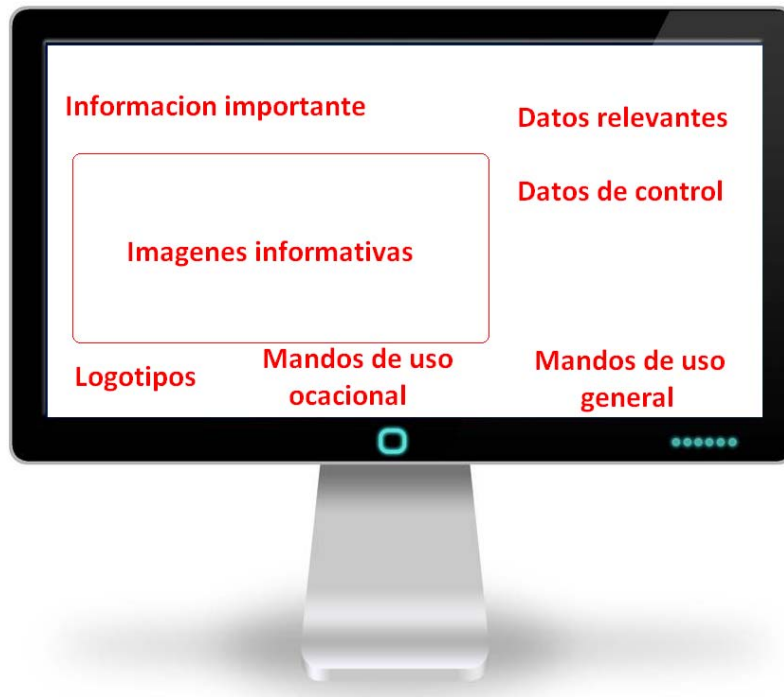 Informacion importante
Datos relevantes
Datos de control
Imagenes informativas
Logotipos
Mandos de uso
ocacional
Mandos de uso
general